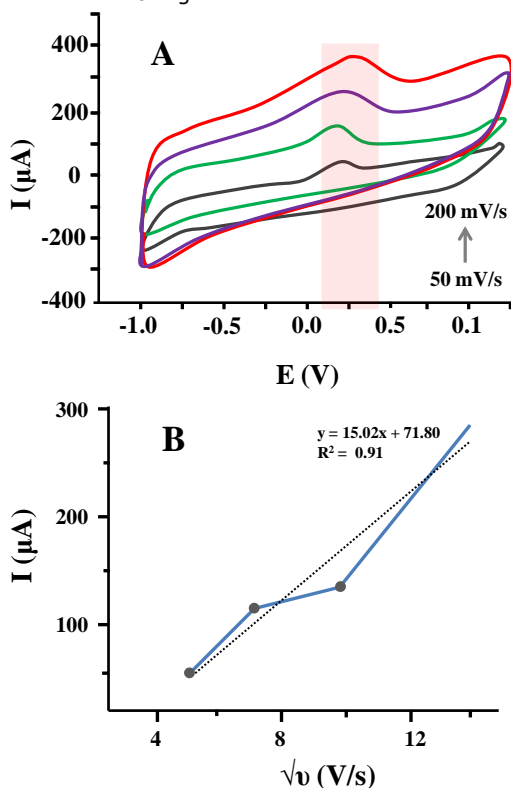 A
400
200
0
-200
-400
I (µA)
200 mV/s
50 mV/s
-1.0
-0.5
0.0
0.5
0.1
E (V)
B
y = 15.02x + 71.80
R² = 0.91
300
200
100
I (µA)
4
8
12
√υ (V/s)